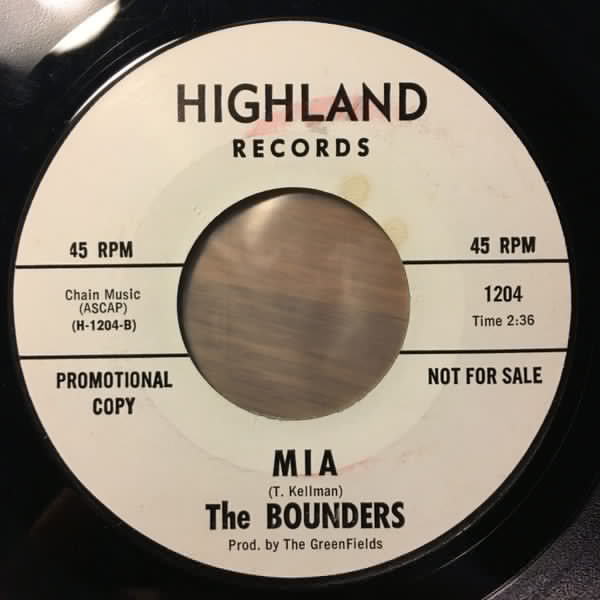 HIGHLAND
RECORDS
45 RPM
45 RPM
Chain Music
(ASCAP)
(H-1204-B)
1204
Time 2:36
PROMOTIONAL
COPY
NOT FOR SALE
MIA
(T. Kellman)
The BOUNDERS
Prod. by The GreenFields